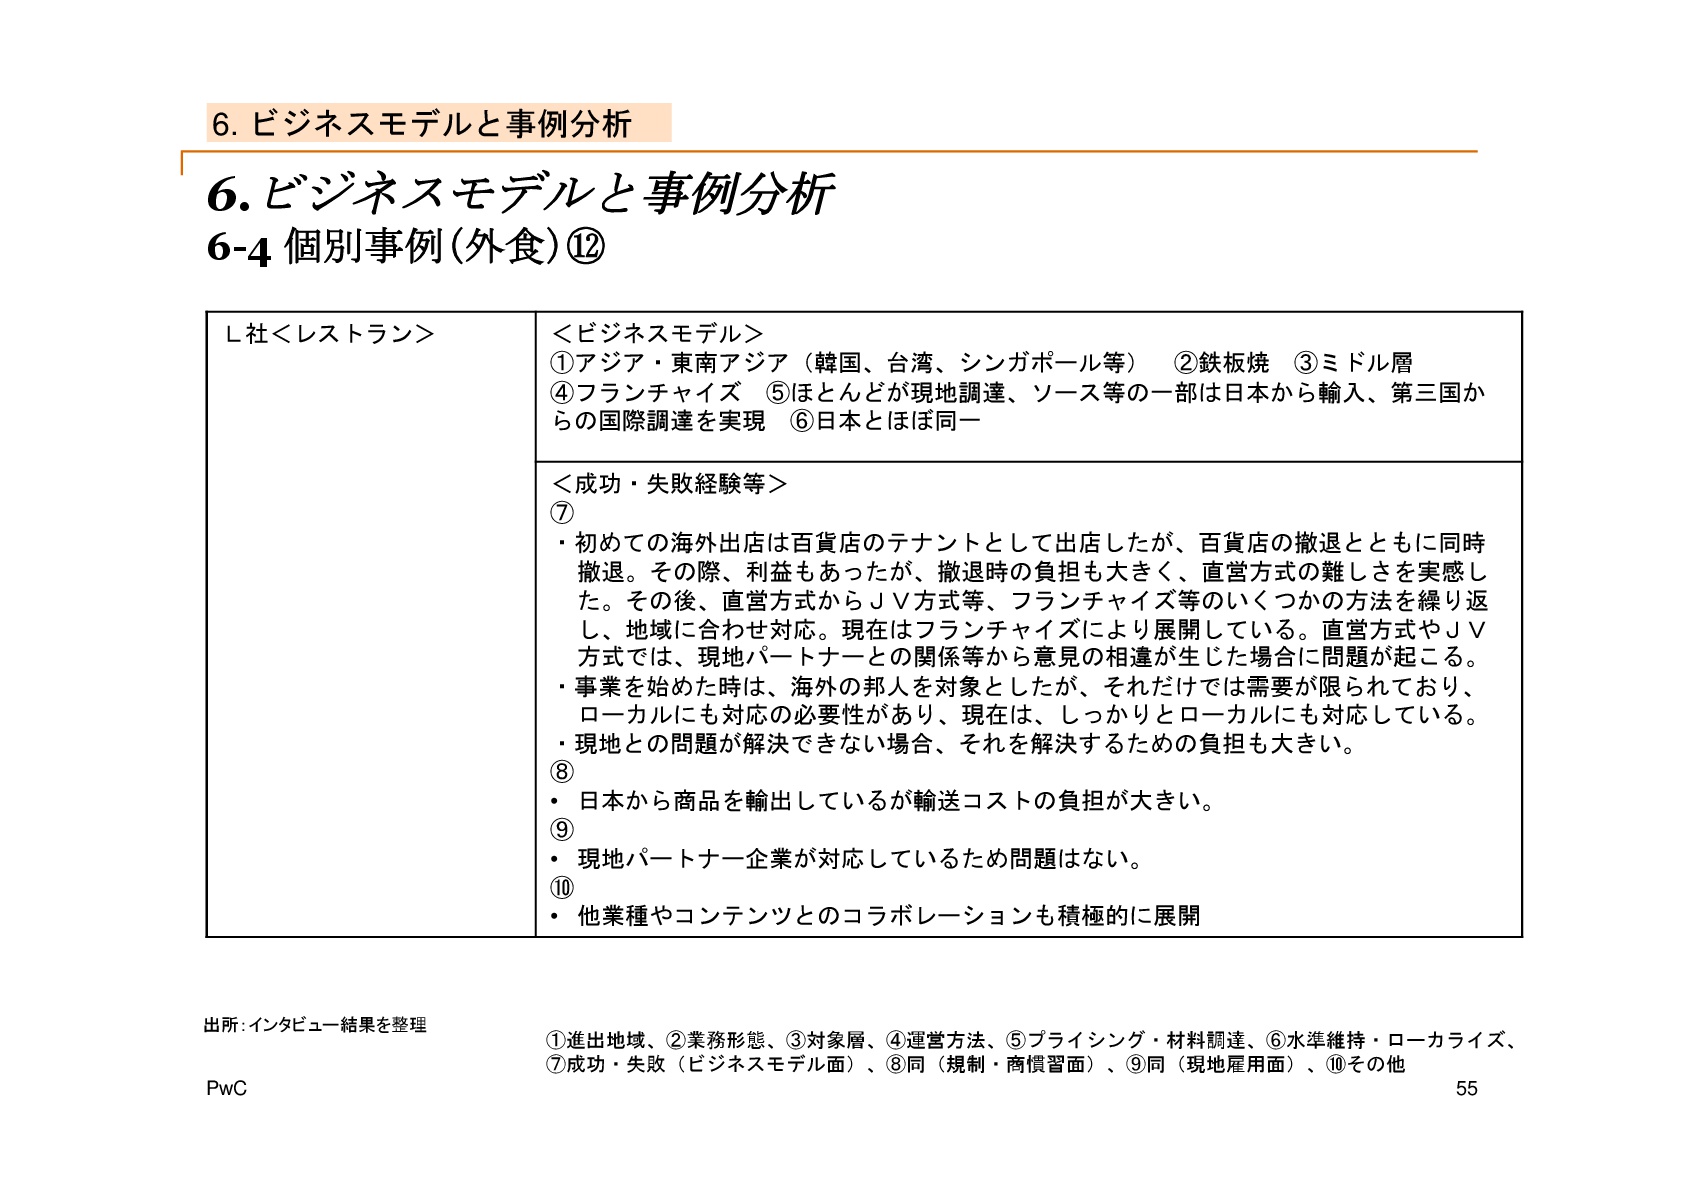 6. ビジネスモデルと事例分析
6.ビジネスモデルと事例分析
6-4 個別事例(外食)⑫
L社＜レストラン＞
＜ビジネスモデル＞
①アジア・東南アジア（韓国、台湾、シンガポール等）　②鉄板焼　③ミドル層
④フランチャイズ　⑤ほとんどが現地調達、ソース等の一部は日本から輸入、第三国か
らの国際調達を実現　⑥日本とほぼ同一
＜成功・失敗経験等＞
⑦
・初めての海外出店は百貨店のテナントとして出店したが、百貨店の撤退とともに同時
撤退。その際、利益もあったが、撤退時の負担も大きく、直営方式の難しさを実感し
た。その後、直営方式からＪＶ方式等、フランチャイズ等のいくつかの方法を繰り返
し、地域に合わせ対応。現在はフランチャイズにより展開している。直営方式やＪＶ
方式では、現地パートナーとの関係等から意見の相違が生じた場合に問題が起こる。
・事業を始めた時は、海外の邦人を対象としたが、それだけでは需要が限られており、
ローカルにも対応の必要性があり、現在は、しっかりとローカルにも対応している。
・現地との問題が解決できない場合、それを解決するための負担も大きい。
⑧
• 日本から商品を輸出しているが輸送コストの負担が大きい。
⑨
• 現地パートナー企業が対応しているため問題はない。
⑩
• 他業種やコンテンツとのコラボレーションも積極的に展開
出所:インタビュー結果を整理
①進出地域、②業務形態、③対象層、④運営方法、⑤プライシング・材料調達、⑥水準維持・ローカライズ、
⑦成功・失敗（ビジネスモデル面）、⑧同（規制・商慣習面）、⑨同（現地雇用面）、⑩その他
PwC
55